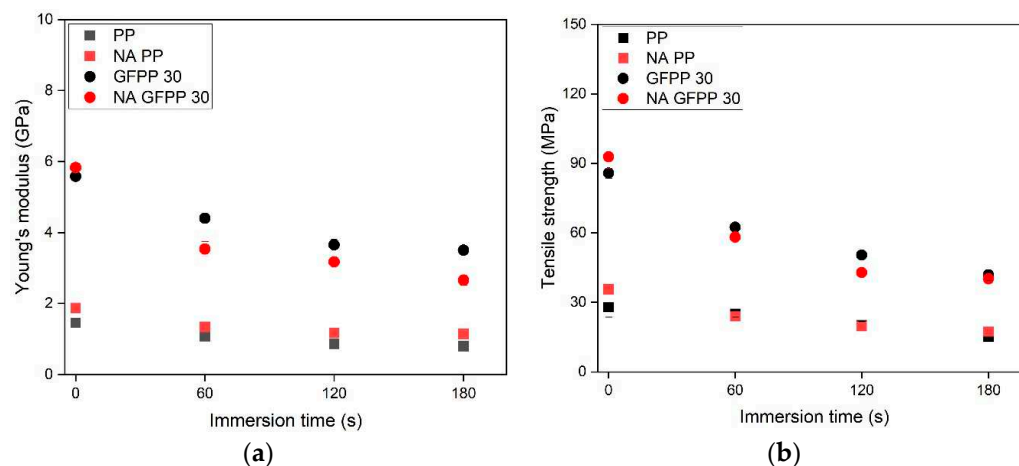 10
8
6
4
2
0
Young's modulus (GPa)
PP
NA PP
GFPP 30
NA GFPP 30
0 60 120 180
Immersion time (s)
(a)
150
120
90
60
30
0
Tensile strength (MPa)
PP
NA PP
GFPP 30
NA GFPP 30
0 60 120 180
Immersion time (s)
(b)